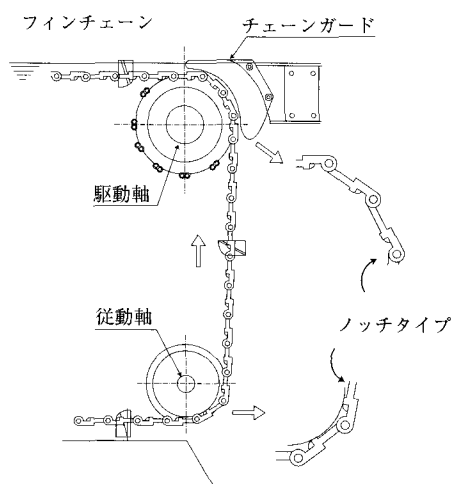 フィンチェーン
チェーンガード
駆動軸
従動軸
ノッチタイプ